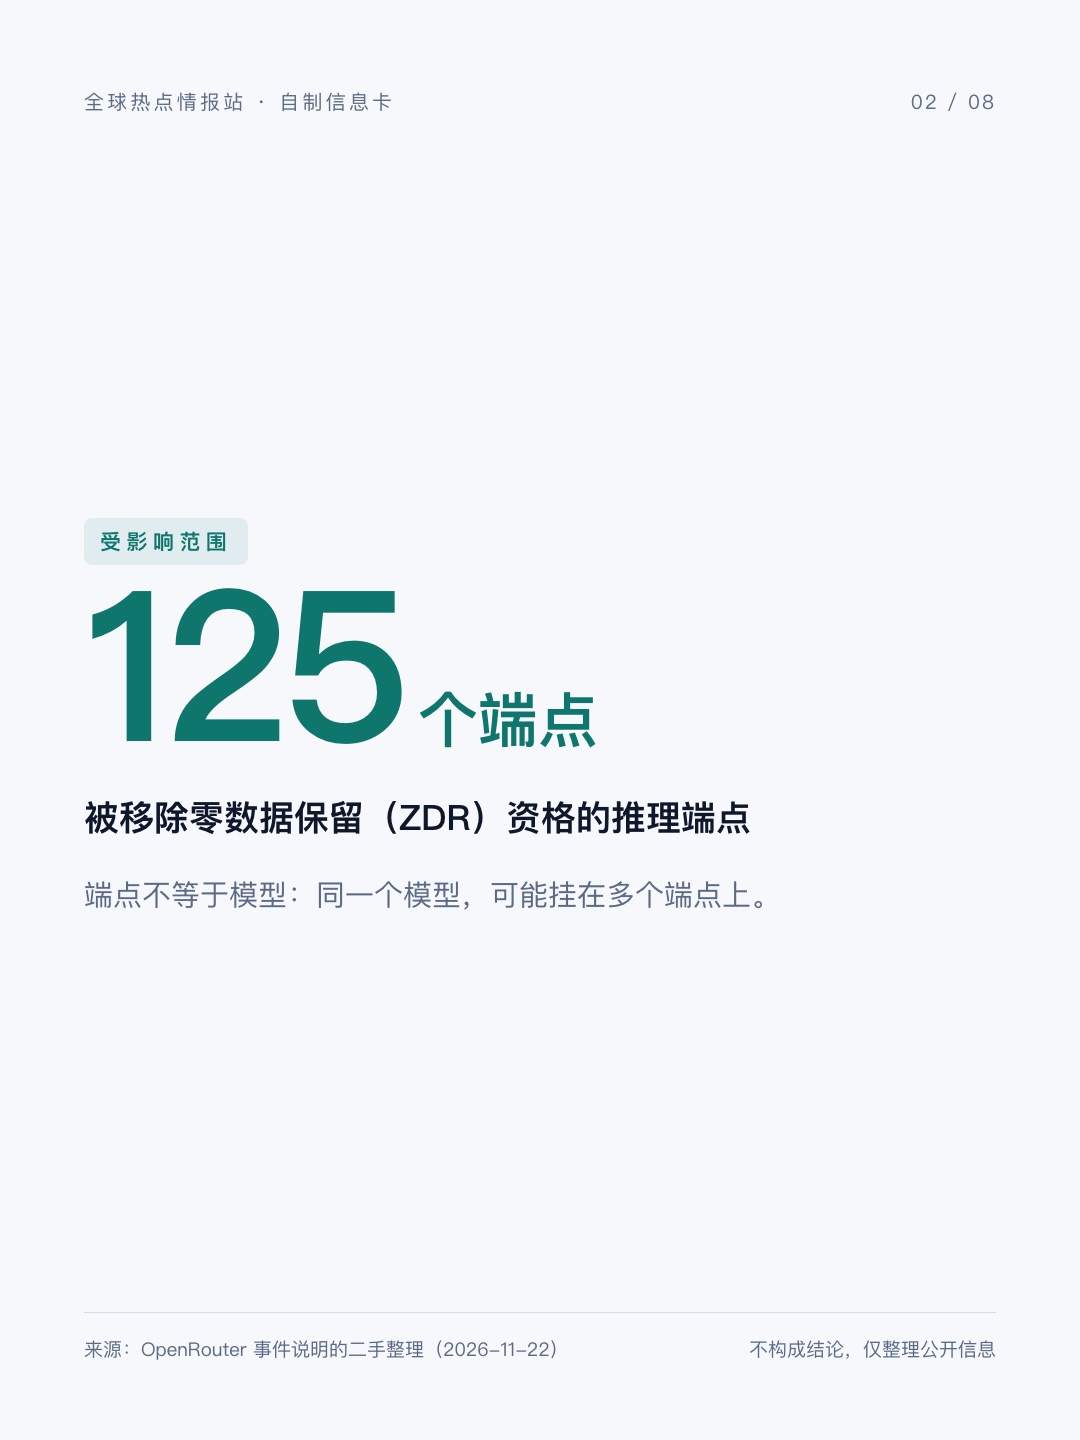 全球热点情报站 · 自制信息卡
02 / 08
受影响范围
125个端点
被移除零数据保留（ZDR）资格的推理端点
端点不等于模型：同一个模型，可能挂在多个端点上。
来源：OpenRouter 事件说明的二手整理（2026-11-22）
不构成结论，仅整理公开信息